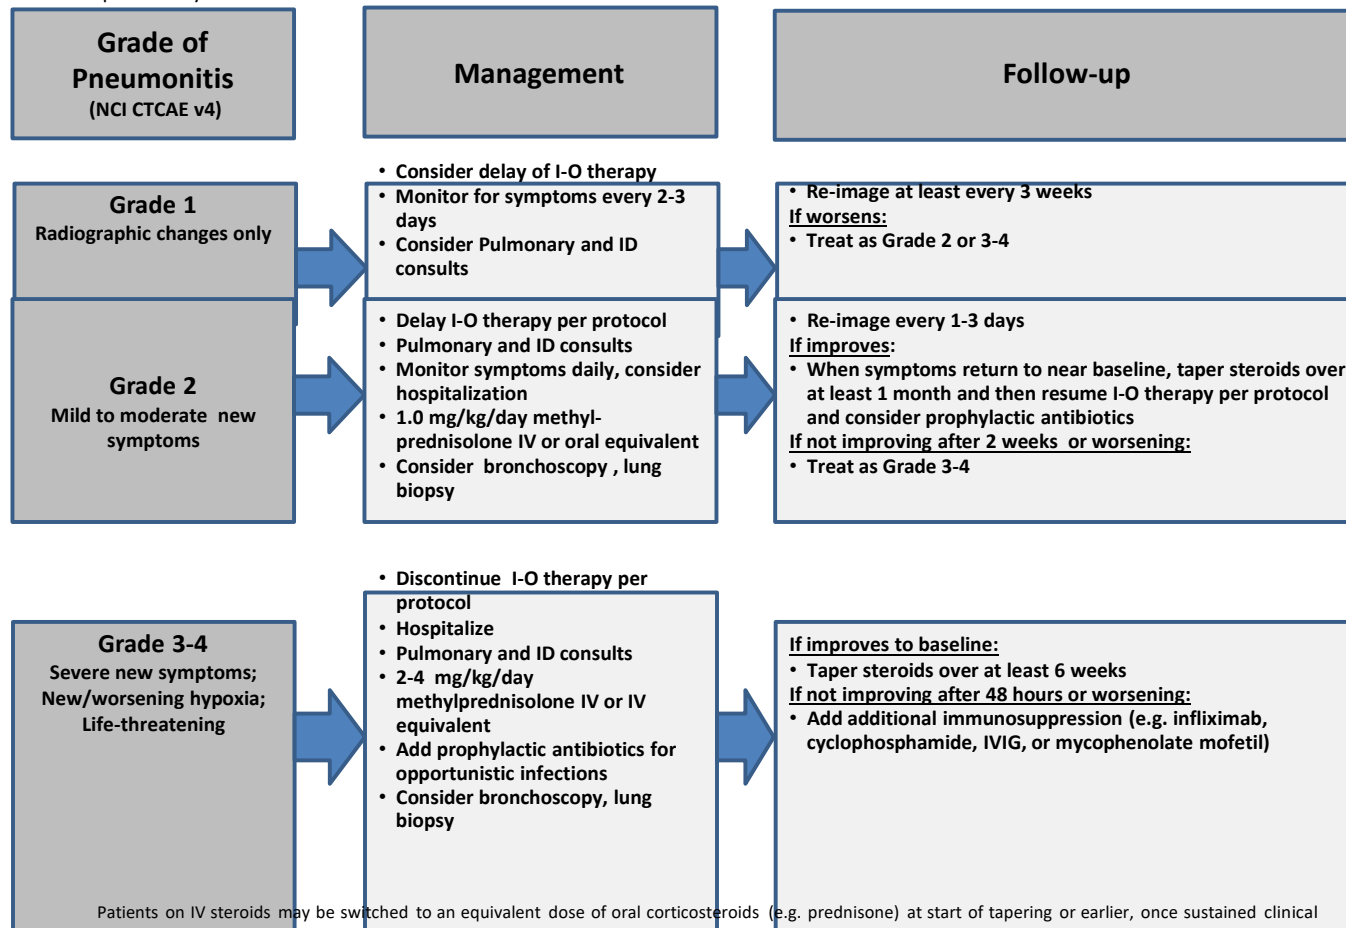 Grade of
Pneumonitis
(NCI CTCAE v4)
Management
Follow-up
Grade 1
Radiographic changes only
• Consider delay of I-O therapy
• Monitor for symptoms every 2-3
days
• Consider Pulmonary and ID
consults
• Re-image at least every 3 weeks
If worsens:
• Treat as Grade 2 or 3-4
Grade 2
Mild to moderate new
symptoms
• Delay I-O therapy per protocol
• Pulmonary and ID consults
• Monitor symptoms daily, consider
hospitalization
• 1.0 mg/kg/day methyl-
prednisolone IV or oral equivalent
• Consider bronchoscopy , lung
biopsy
• Re-image every 1-3 days
If improves:
• When symptoms return to near baseline, taper steroids over
at least 1 month and then resume I-O therapy per protocol
and consider prophylactic antibiotics
If not improving after 2 weeks or worsening:
• Treat as Grade 3-4
Grade 3-4
Severe new symptoms;
New/worsening hypoxia;
Life-threatening
• Discontinue I-O therapy per
protocol
• Hospitalize
• Pulmonary and ID consults
• 2-4 mg/kg/day
methylprednisolone IV or IV
equivalent
• Add prophylactic antibiotics for
opportunistic infections
• Consider bronchoscopy, lung
biopsy
If improves to baseline:
• Taper steroids over at least 6 weeks
If not improving after 48 hours or worsening:
• Add additional immunosuppression (e.g. infliximab,
cyclophosphamide, IVIG, or mycophenolate mofetil)
Patients on IV steroids may be switched to an equivalent dose of oral corticosteroids (e.g. prednisone) at start of tapering or earlier, once sustained clinical